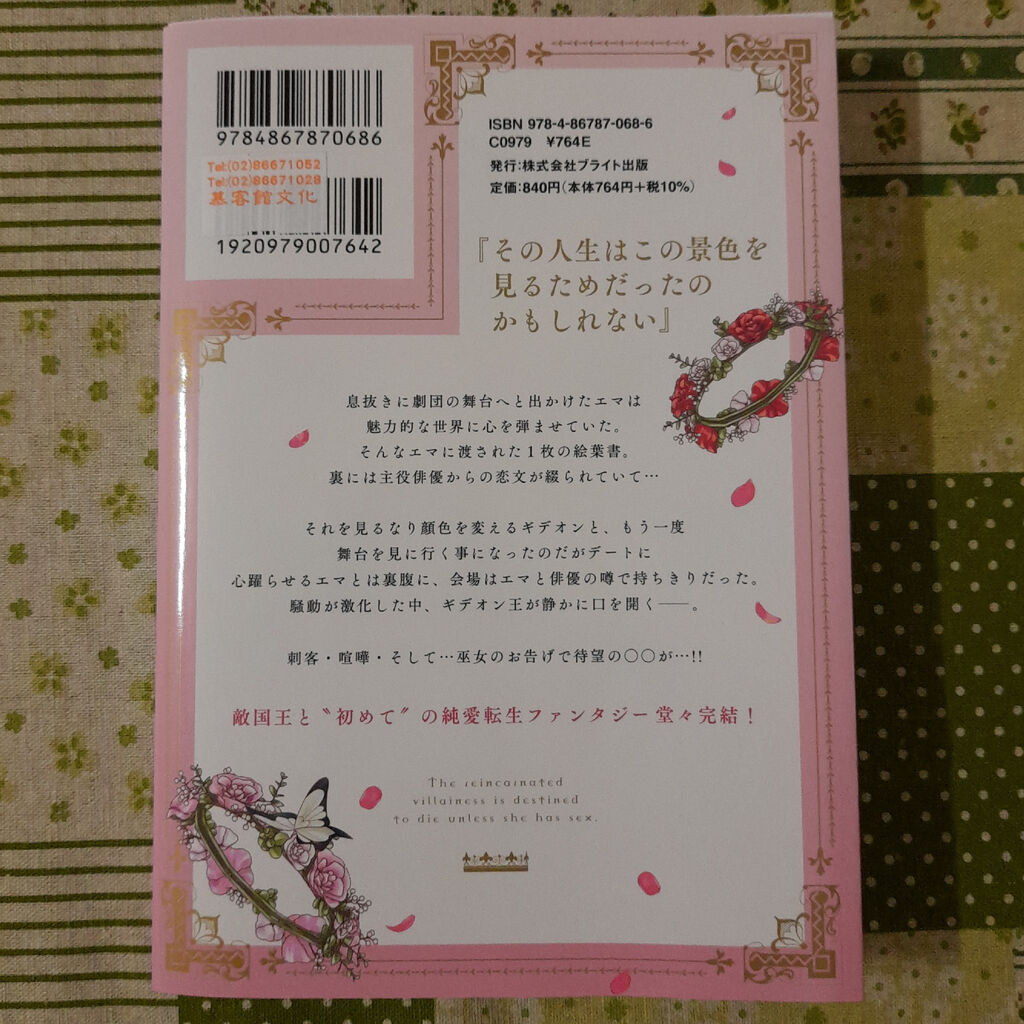 9784867870686
Tel:(02)86671052
Tel:(02)86671028
墓客館文化
1920979007642
ISBN 978-4-86787-068-6
C0979 ¥764E
発行:株式会社ブライト出版
定価:840円(本体764円+税10%)
『その人生はこの景色を
見るためだったの
かもしれない』
息抜きに劇団の舞台へと出かけたエマは
魅力的な世界に心を弾ませていた。
そんなエマに渡された1枚の絵葉書。
裏には主役俳優からの恋文が綴られていて…
それを見るなり顔色を変えるギデオンと、もう一度
舞台を見に行く事になったのだがデートに
心躍らせるエマとは裏腹に、会場はエマと俳優の噂で持ちきりだった。
騒動が激化した中、ギデオン王が静かに口を開く――。
刺客・喧嘩・そして…巫女のお告げで待望の〇〇が…!!
敵国王と〝初めて〟の純愛転生ファンタジー堂々完結!
The reincarnated
villainess is destined
to die unless she has sex.